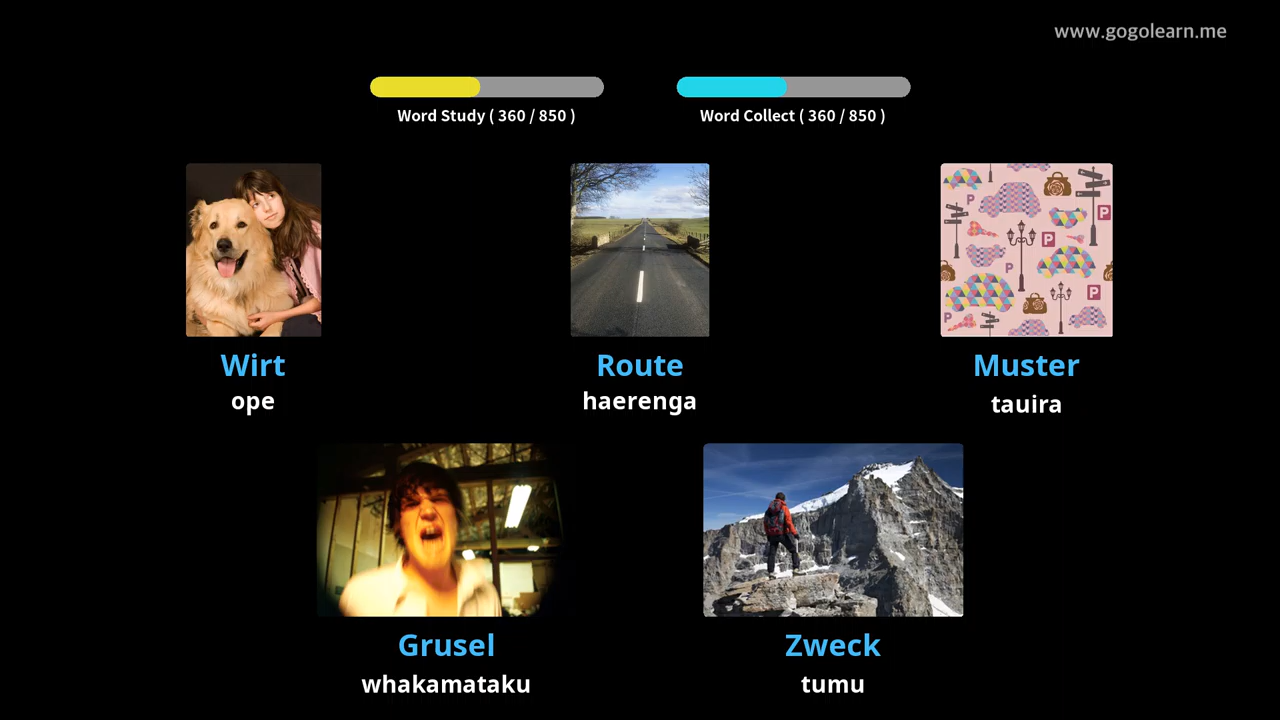 www.gogolearn.me
Word Study ( 360 / 850 )
Word Collect ( 360 / 850 )
Wirt
ope
Route
haerenga
Muster
tauira
Grusel
whakamataku
Zweck
tumu